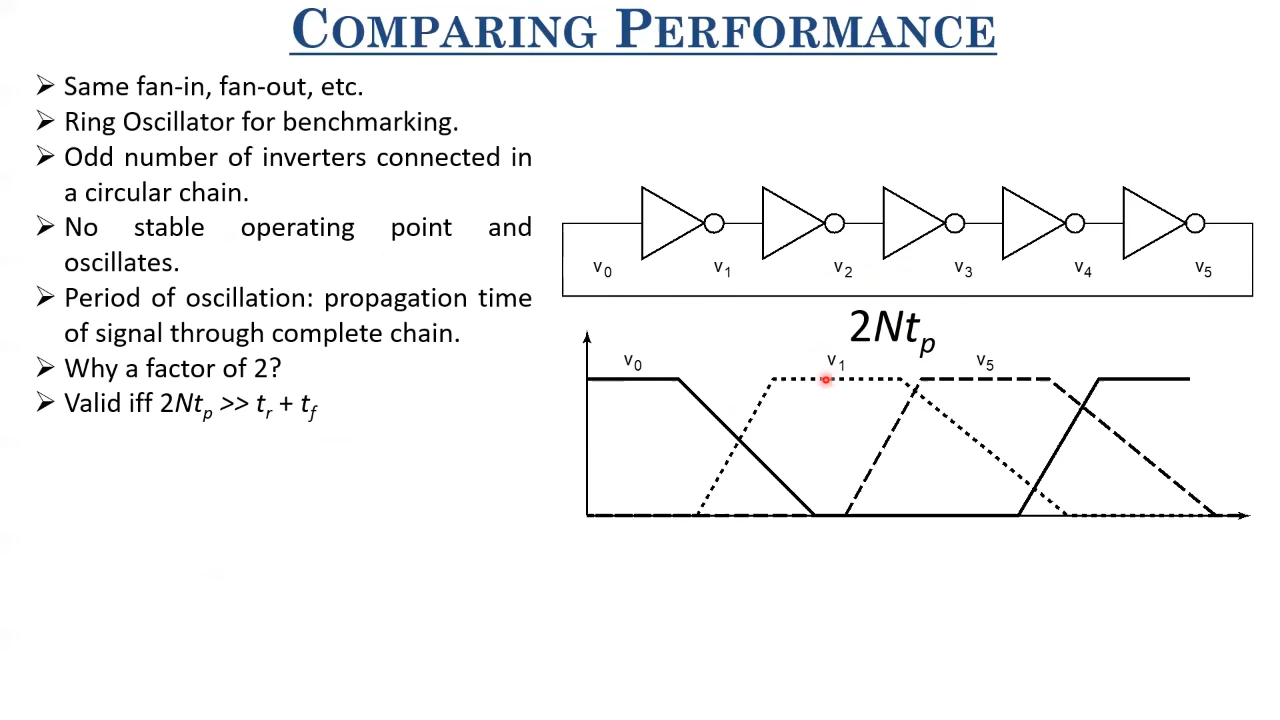 COMPARING PERFORMANCE
➢ Same fan-in, fan-out, etc.
➢ Ring Oscillator for benchmarking.
➢ Odd number of inverters connected in
a circular chain.
➢ No stable operating point and
oscillates.
➢ Period of oscillation: propagation time
of signal through complete chain.
➢ Why a factor of 2?
➢ Valid iff 2Ntp >> tr + tf
v0 v1 v2 v3 v4 v5
2Ntp
v0 v1 v5